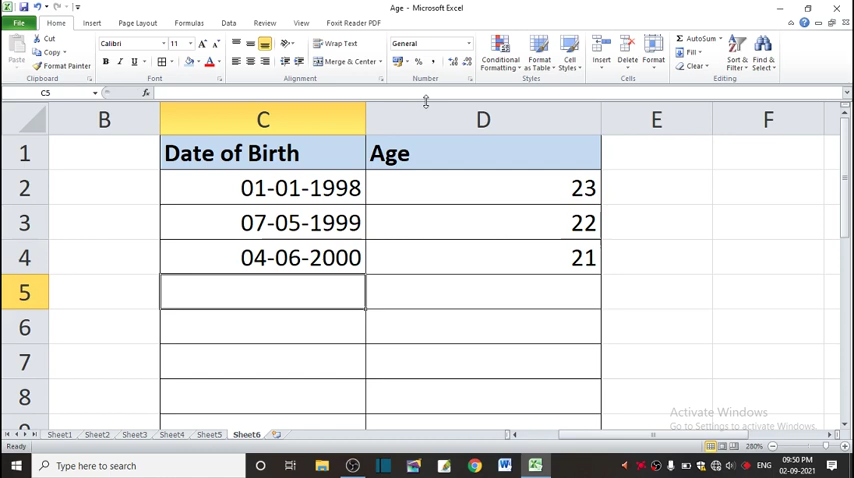 Age - Microsoft Excel
File Home Insert Page Layout Formulas Data Review Foxit Reader PDF
Paste
Cut
Copy
Format Painter
Clipboard
Calibri 11
B I U
Font
Wrap Text
Merge & Center
Alignment
General
% ,
Number
Conditional Formatting
Format as Table
Cell Styles
Styles
Insert Delete Format
Cells
Σ AutoSum
Fill
Clear
Sort & Filter
Find & Select
Editing
C5 fx
B C D E F
1 Date of Birth Age
2 01-01-1998 23
3 07-05-1999 22
4 04-06-2000 21
5
6
7
8
Activate Windows
Go to Settings to activate Windows.
Sheet1 Sheet2 Sheet3 Sheet4 Sheet5 Sheet6
Ready 280%
Type here to search
ENG 09:50 PM
02-09-2021